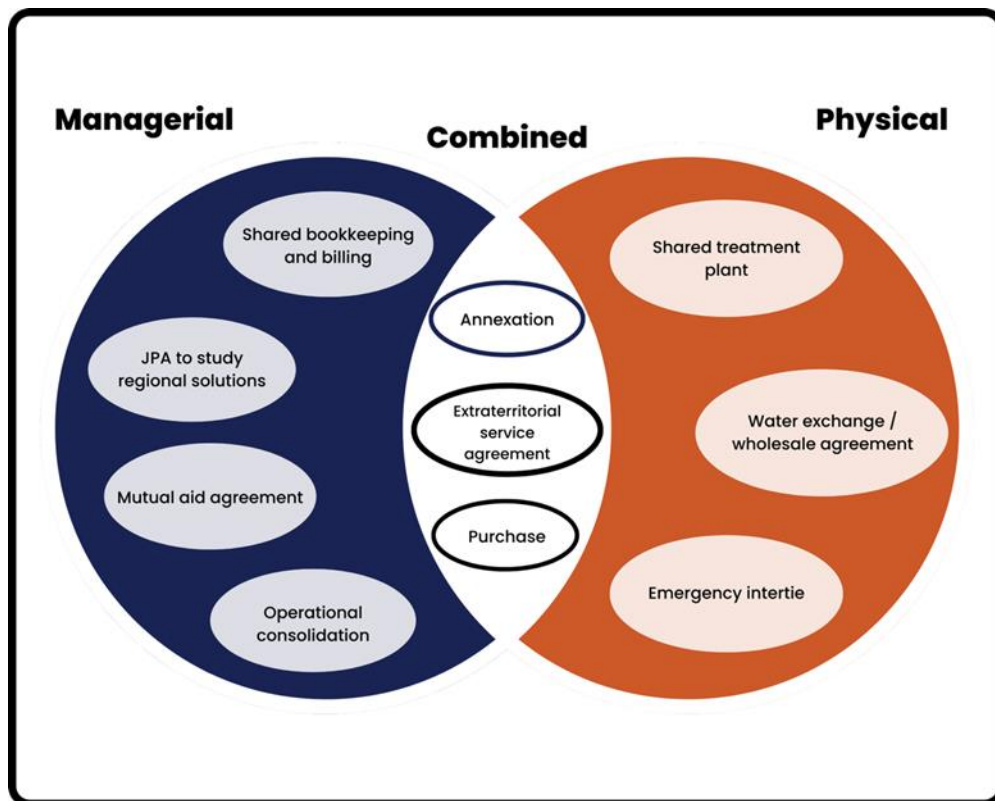 Managerial
Combined
Physical
Shared bookkeeping
and billing
JPA to study
regional solutions
Mutual aid agreement
Operational
consolidation
Annexation
Extraterritorial
service
agreement
Purchase
Shared treatment
plant
Water exchange /
wholesale agreement
Emergency intertie